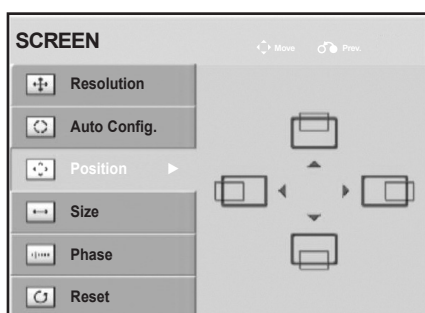 SCREEN
Move Prev.
Resolution
Auto Config.
Position
Size
Phase
Reset